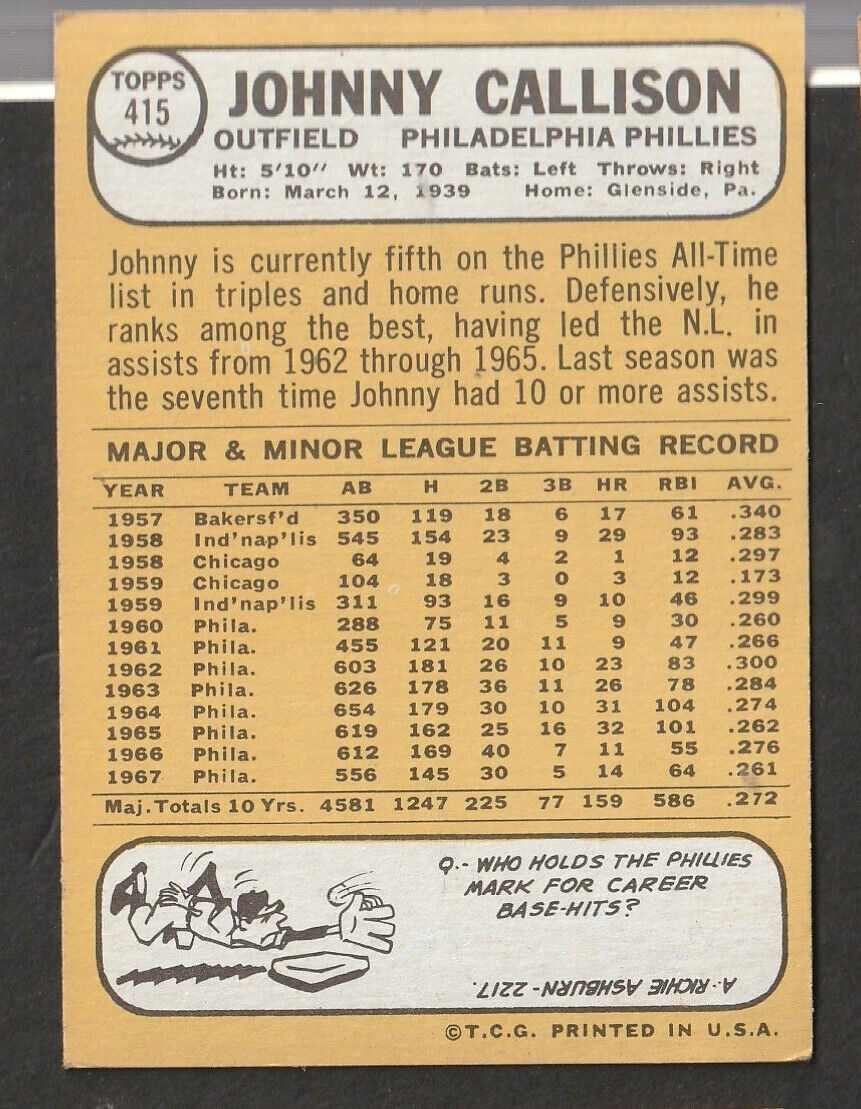 TOPPS
415
JOHNNY CALLISON
OUTFIELD PHILADELPHIA PHILLIES
Ht: 5'10" Wt: 170 Bats: Left Throws: Right
Born: March 12, 1939 Home: Glenside, Pa.
Johnny is currently fifth on the Phillies All-Time
list in triples and home runs. Defensively, he
ranks among the best, having led the N.L. in
assists from 1962 through 1965. Last season was
the seventh time Johnny had 10 or more assists.
MAJOR & MINOR LEAGUE BATTING RECORD
YEAR TEAM AB H 2B 3B HR RBI AVG.
1957 Bakersf'd 350 119 18 6 17 61 .340
1958 Ind'nap'lis 545 154 23 9 29 93 .283
1958 Chicago 64 19 4 2 1 12 .297
1959 Chicago 104 18 3 0 3 12 .173
1959 Ind'nap'lis 311 93 16 9 10 46 .299
1960 Phila. 288 75 11 5 9 30 .260
1961 Phila. 455 121 20 11 9 47 .266
1962 Phila. 603 181 26 10 23 83 .300
1963 Phila. 626 178 36 11 26 78 .284
1964 Phila. 654 179 30 10 31 104 .274
1965 Phila. 619 162 25 16 32 101 .262
1966 Phila. 612 169 40 7 11 55 .276
1967 Phila. 556 145 30 5 14 64 .261
Maj. Totals 10 Yrs. 4581 1247 225 77 159 586 .272
Q.- WHO HOLDS THE PHILLIES
MARK FOR CAREER
BASE-HITS?
A.. RICHIE ASHBURN - 2217.
©T.C.G. PRINTED IN U.S.A.